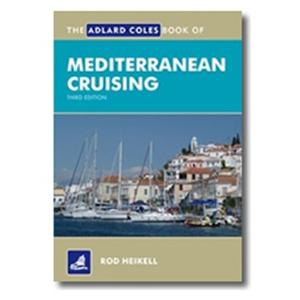 THE ADLARD COLES BOOK OF
MEDITERRANEAN
CRUISING
THIRD EDITION
ROD HEIKELL